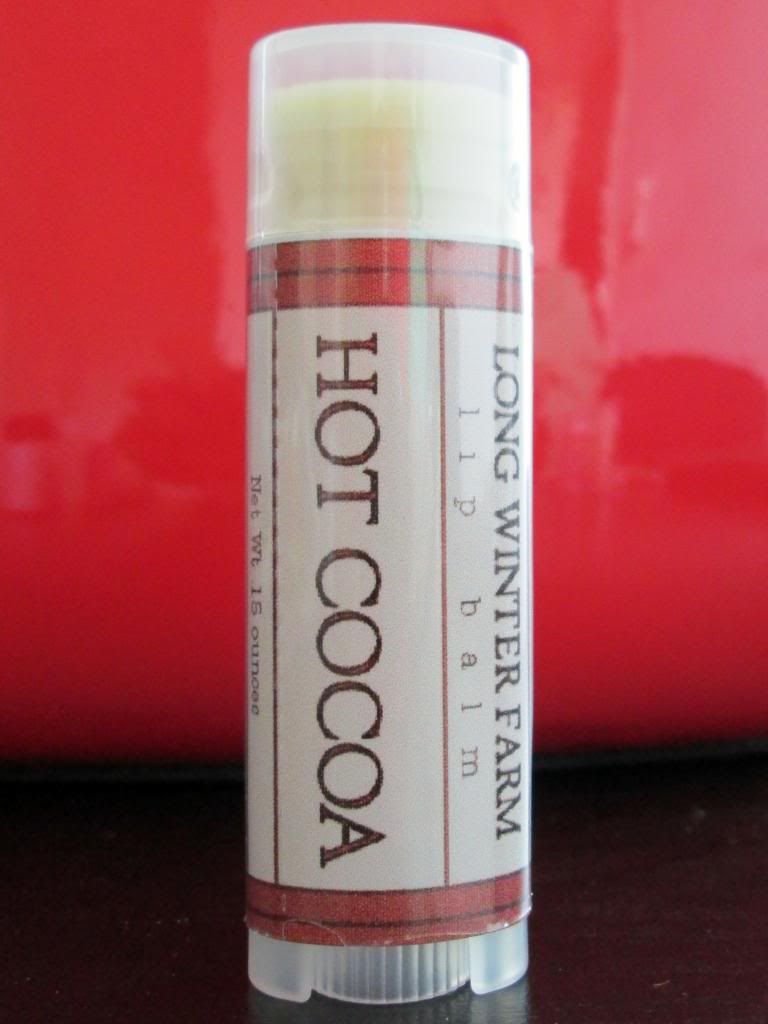 LONG WINTER FARM
lip balm
HOT COCOA
Net Wt .15 ounces